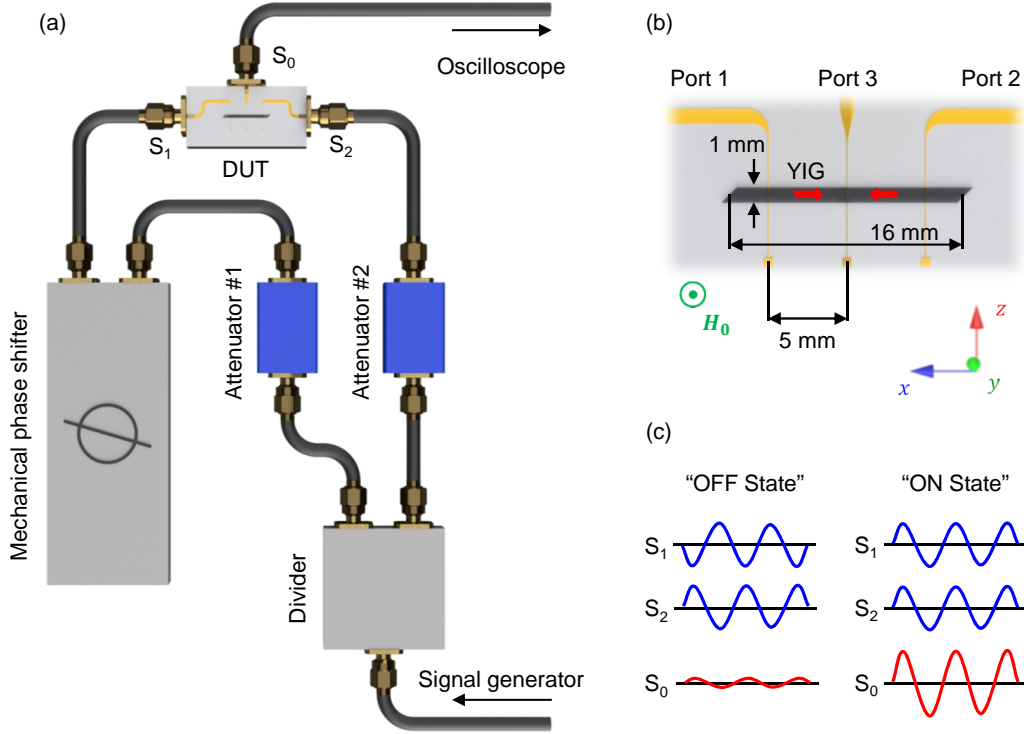 (a)
S0
Oscilloscope
S1
S2
DUT
Mechanical phase shifter
Attenuator #1
Attenuator #2
Divider
Signal generator
(b)
Port 1
Port 3
Port 2
1 mm
YIG
16 mm
H0
5 mm
z
x
y
(c)
“OFF State”
“ON State”
S1
S1
S2
S2
S0
S0